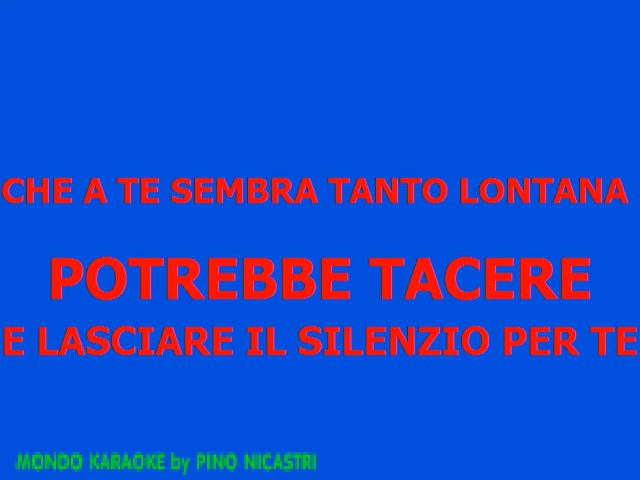 CHE A TE SEMBRA TANTO LONTANA
POTREBBE TACERE
E LASCIARE IL SILENZIO PER TE
MONDO KARAOKE by PINO NICASTRI